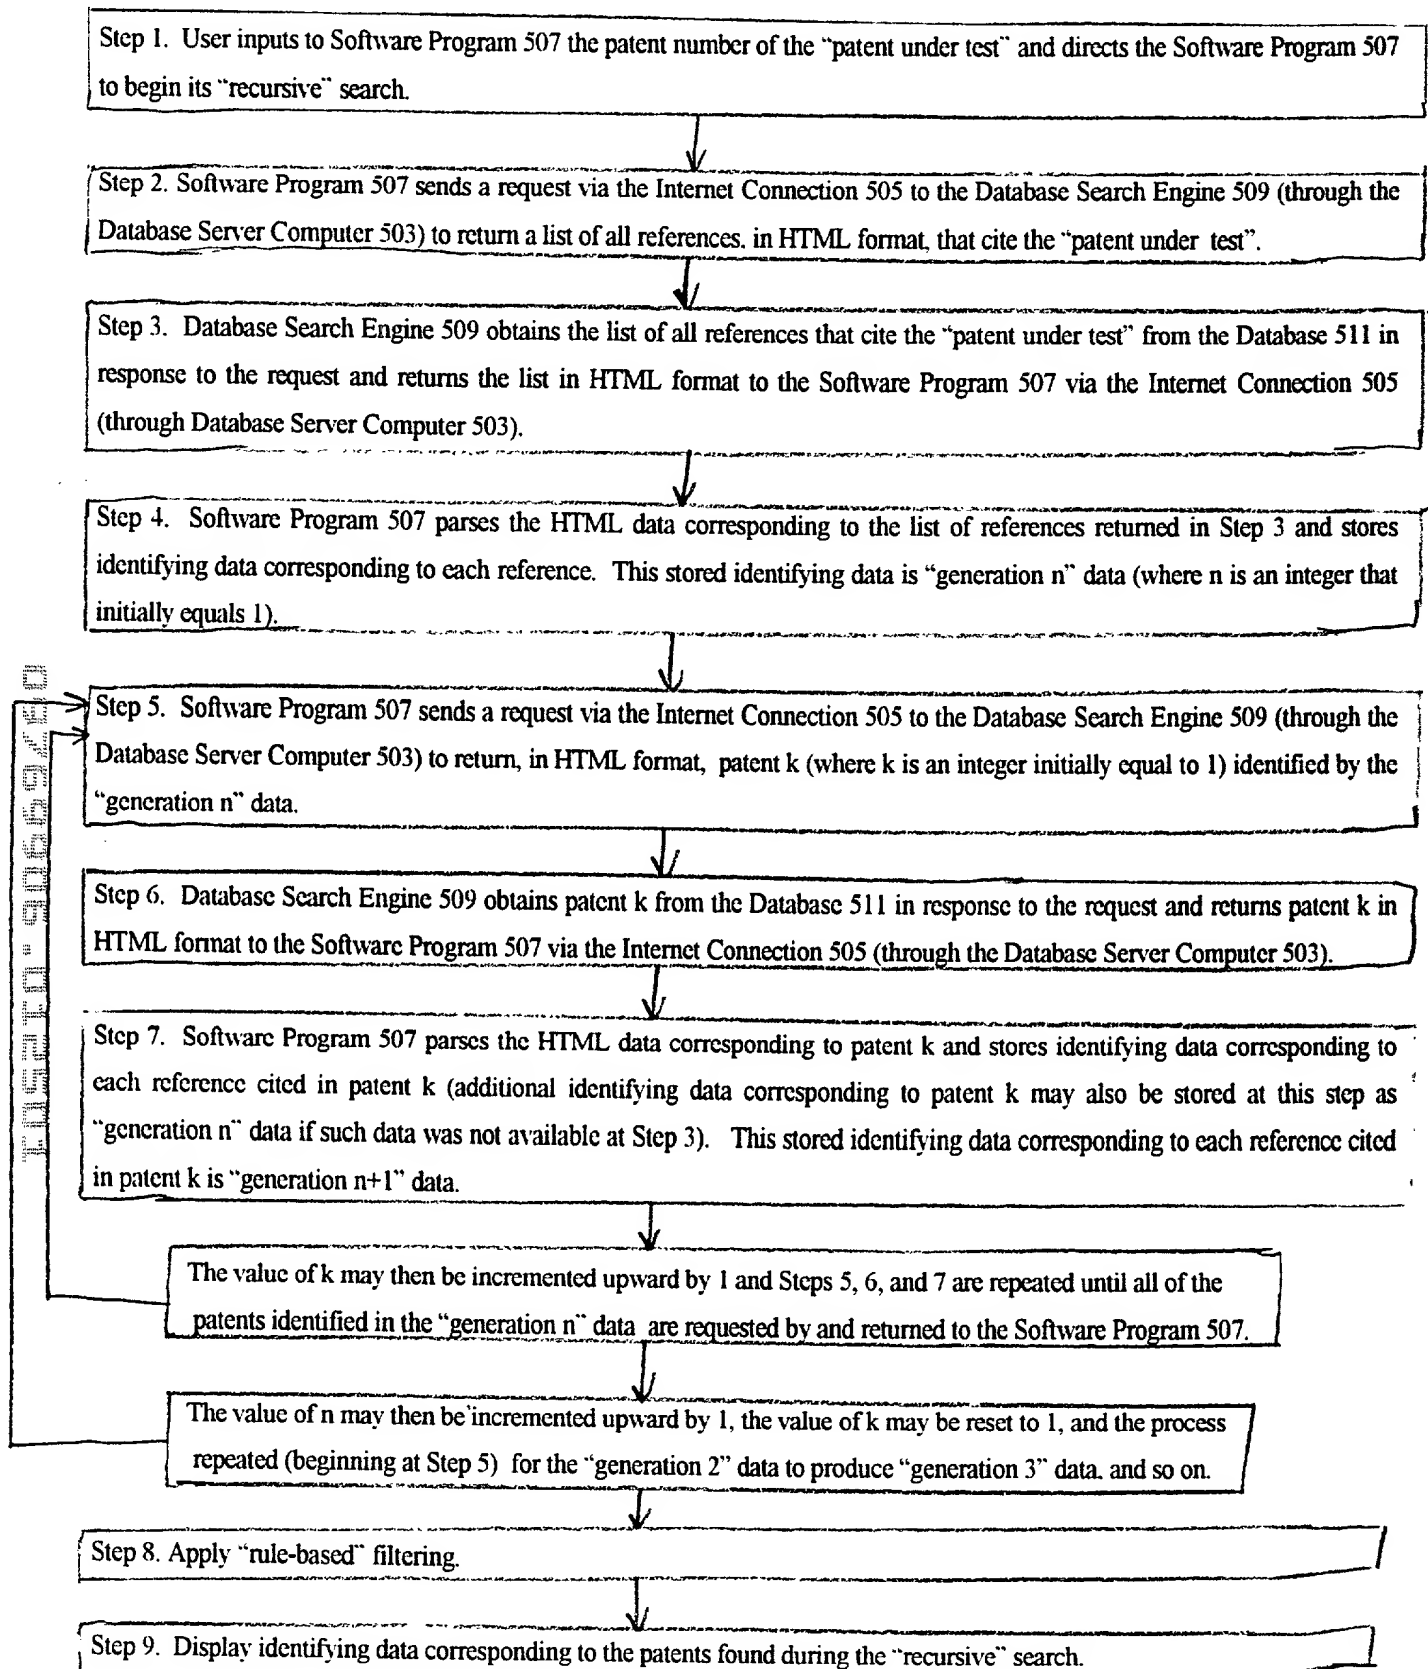 Step 1. User inputs to Software Program 507 the patent number of the “patent under test” and directs the Software Program 507
to begin its “recursive” search.
Step 2. Software Program 507 sends a request via the Internet Connection 505 to the Database Search Engine 509 (through the
Database Server Computer 503) to return a list of all references, in HTML format, that cite the “patent under test”.
Step 3. Database Search Engine 509 obtains the list of all references that cite the “patent under test” from the Database 511 in
response to the request and returns the list in HTML format to the Software Program 507 via the Internet Connection 505
(through Database Server Computer 503).
Step 4. Software Program 507 parses the HTML data corresponding to the list of references returned in Step 3 and stores
identifying data corresponding to each reference. This stored identifying data is “generation n” data (where n is an integer that
initially equals 1).
Step 5. Software Program 507 sends a request via the Internet Connection 505 to the Database Search Engine 509 (through the
Database Server Computer 503) to return, in HTML format, patent k (where k is an integer initially equal to 1) identified by the
“generation n” data.
Step 6. Database Search Engine 509 obtains patent k from the Database 511 in response to the request and returns patent k in
HTML format to the Software Program 507 via the Internet Connection 505 (through the Database Server Computer 503).
Step 7. Software Program 507 parses the HTML data corresponding to patent k and stores identifying data corresponding to
each reference cited in patent k (additional identifying data corresponding to patent k may also be stored at this step as
“generation n” data if such data was not available at Step 3). This stored identifying data corresponding to each reference cited
in patent k is “generation n+1” data.
The value of k may then be incremented upward by 1 and Steps 5, 6, and 7 are repeated until all of the
patents identified in the “generation n” data are requested by and returned to the Software Program 507.
The value of n may then be incremented upward by 1, the value of k may be reset to 1, and the process
repeated (beginning at Step 5) for the “generation 2” data to produce “generation 3” data. and so on.
Step 8. Apply “rule-based” filtering.
Step 9. Display identifying data corresponding to the patents found during the “recursive” search.